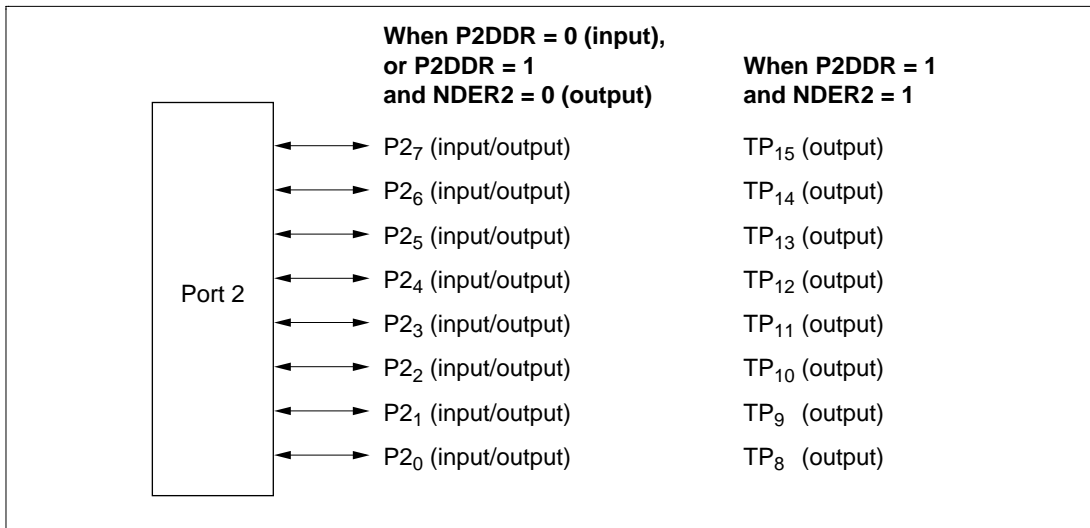 When P2DDR = 0 (input),
or P2DDR = 1
and NDER2 = 0 (output)
When P2DDR = 1
and NDER2 = 1
Port 2
P2₇ (input/output) TP₁₅ (output)
P2₆ (input/output) TP₁₄ (output)
P2₅ (input/output) TP₁₃ (output)
P2₄ (input/output) TP₁₂ (output)
P2₃ (input/output) TP₁₁ (output)
P2₂ (input/output) TP₁₀ (output)
P2₁ (input/output) TP₉ (output)
P2₀ (input/output) TP₈ (output)